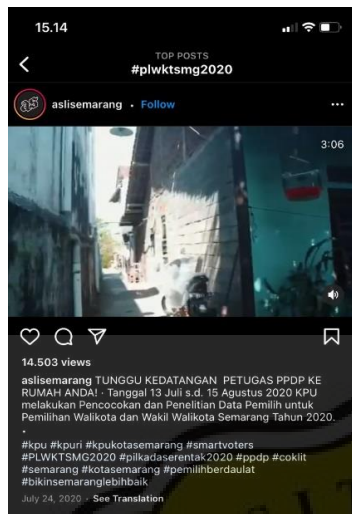 15.14
TOP POSTS
#plwktsmg2020
as
aslisemarang • Follow
3:06
14.503 views
aslisemarang TUNGGU KEDATANGAN PETUGAS PPDP KE
RUMAH ANDA! · Tanggal 13 Juli s.d. 15 Agustus 2020 KPU
melakukan Pencocokan dan Penelitian Data Pemilih untuk
Pemilihan Walikota dan Wakil Walikota Semarang Tahun 2020.
•
#kpu #kpuri #kpukotasemarang #smartvoters
#PLWKTSMG2020 #pilkadaserentak2020 #ppdp #coklit
#semarang #kotasemarang #pemilihberdaulat
#bikinsemaranglebihbaik
July 24, 2020 · See Translation